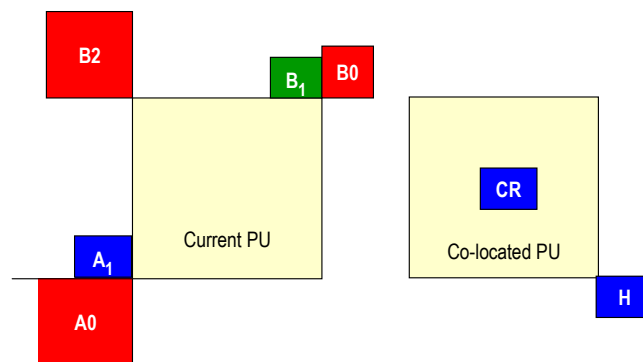 B2
B₁
B0
CR
Current PU
Co-located PU
A₁
H
A0